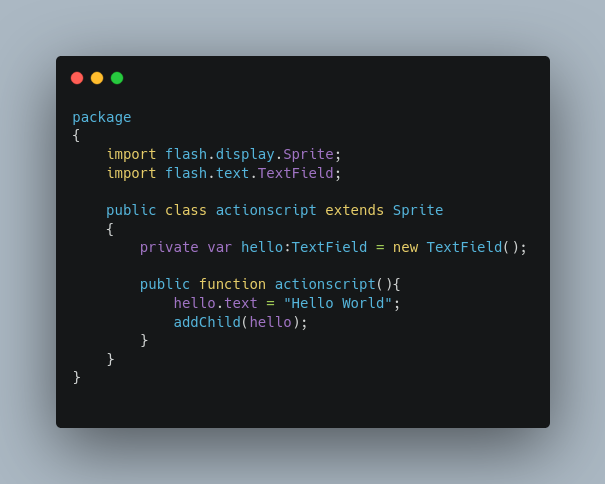 package
{
    import flash.display.Sprite;
    import flash.text.TextField;

    public class actionscript extends Sprite
    {
        private var hello:TextField = new TextField();

        public function actionscript(){
            hello.text = "Hello World";
            addChild(hello);
        }
    }
}